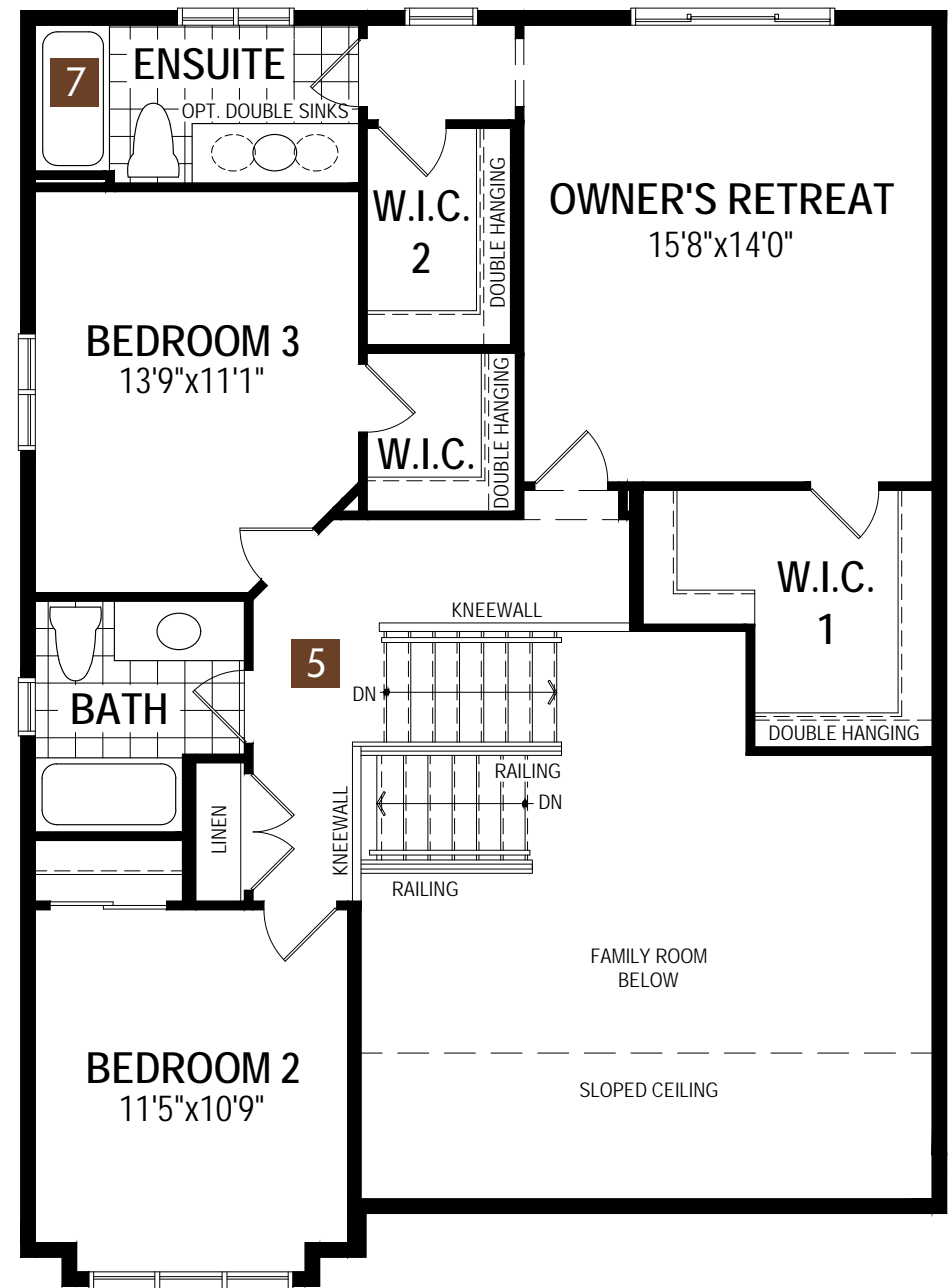 7
ENSUITE
OPT. DOUBLE SINKS
W.I.C.
2
DOUBLE HANGING
OWNER'S RETREAT
15'8"x14'0"
BEDROOM 3
13'9"x11'1"
W.I.C.
DOUBLE HANGING
W.I.C.
1
DOUBLE HANGING
KNEEWALL
5
DN
BATH
RAILING
DN
LINEN
KNEEWALL
RAILING
FAMILY ROOM
BELOW
BEDROOM 2
11'5"x10'9"
SLOPED CEILING